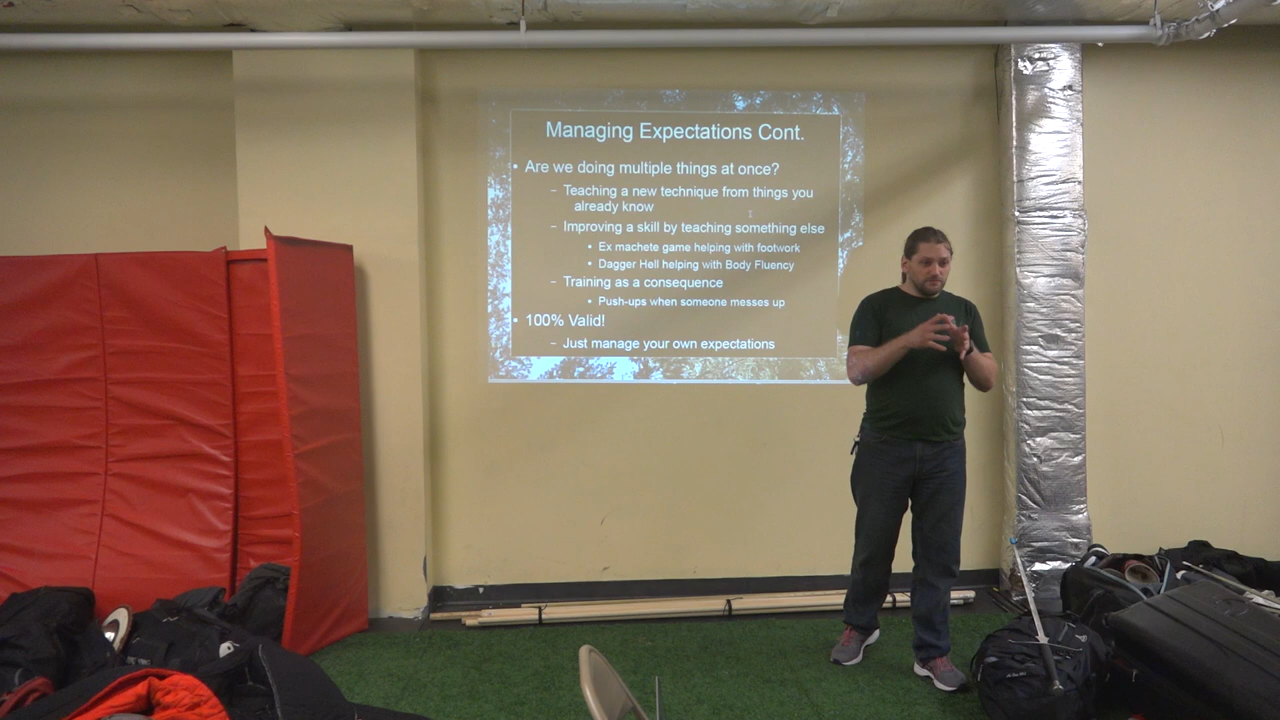 Managing Expectations Cont.
• Are we doing multiple things at once?
– Teaching a new technique from things you
already know
– Improving a skill by teaching something else
• Ex machete game helping with footwork
• Dagger Hell helping with Body Fluency
– Training as a consequence
• Push-ups when someone messes up
• 100% Valid!
– Just manage your own expectations